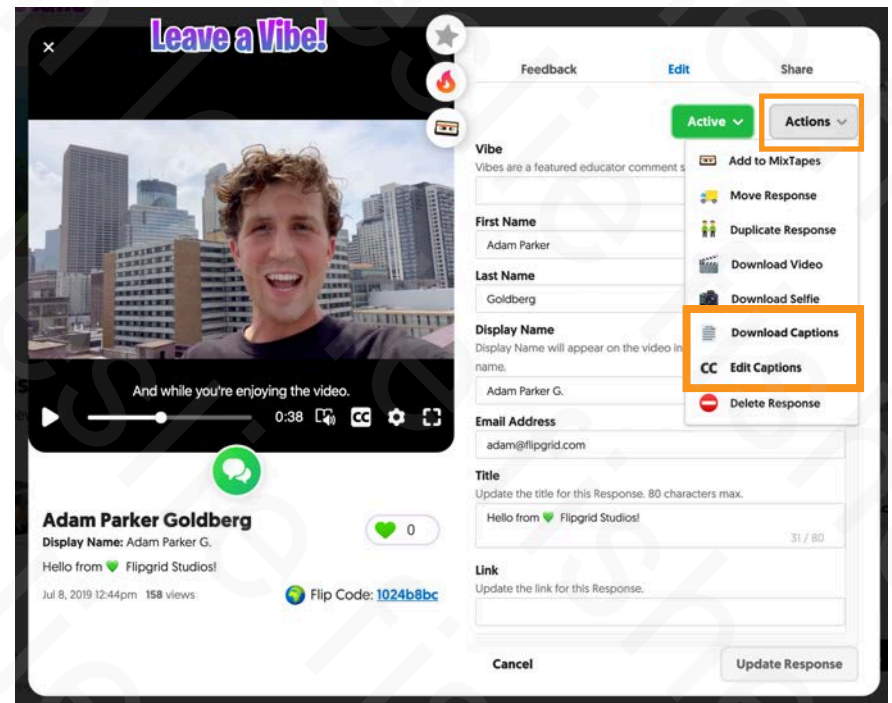 Leave a Vibe!
And while you're enjoying the video.
0:38
CC
Adam Parker Goldberg
Display Name: Adam Parker G.
Hello from 💚 Flipgrid Studios!
Jul 8, 2019 12:44pm 158 views
0
Flip Code: 1024b8bc
Feedback Edit Share
Active Actions
Vibe
Vibes are a featured educator comment s
First Name
Adam Parker
Last Name
Goldberg
Display Name
Display Name will appear on the video in
name.
Adam Parker G.
Email Address
adam@flipgrid.com
Title
Update the title for this Response. 80 characters max.
Hello from 💚 Flipgrid Studios!
31 / 80
Link
Update the link for this Response.
Cancel Update Response
Add to MixTapes
Move Response
Duplicate Response
Download Video
Download Selfie
Download Captions
CC Edit Captions
Delete Response